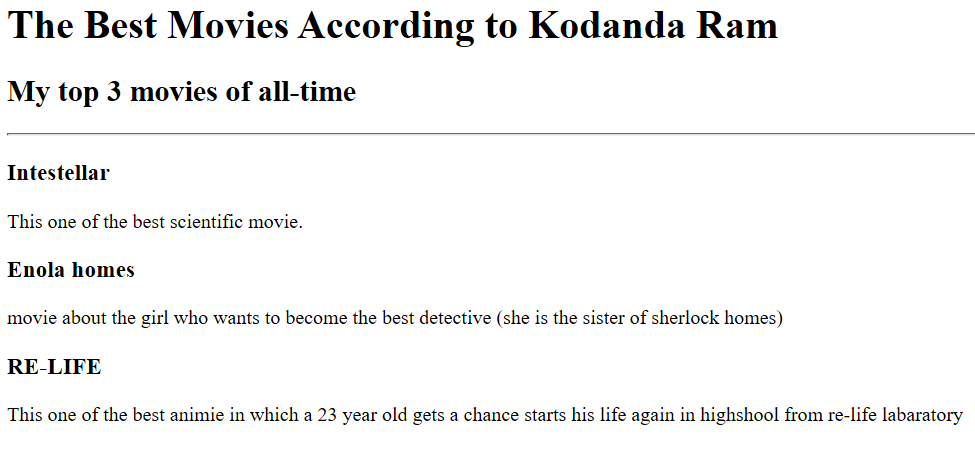 The Best Movies According to Kodanda Ram
My top 3 movies of all-time
Intestellar
This one of the best scientific movie.
Enola homes
movie about the girl who wants to become the best detective (she is the sister of sherlock homes)
RE-LIFE
This one of the best animie in which a 23 year old gets a chance starts his life again in highshool from re-life labaratory